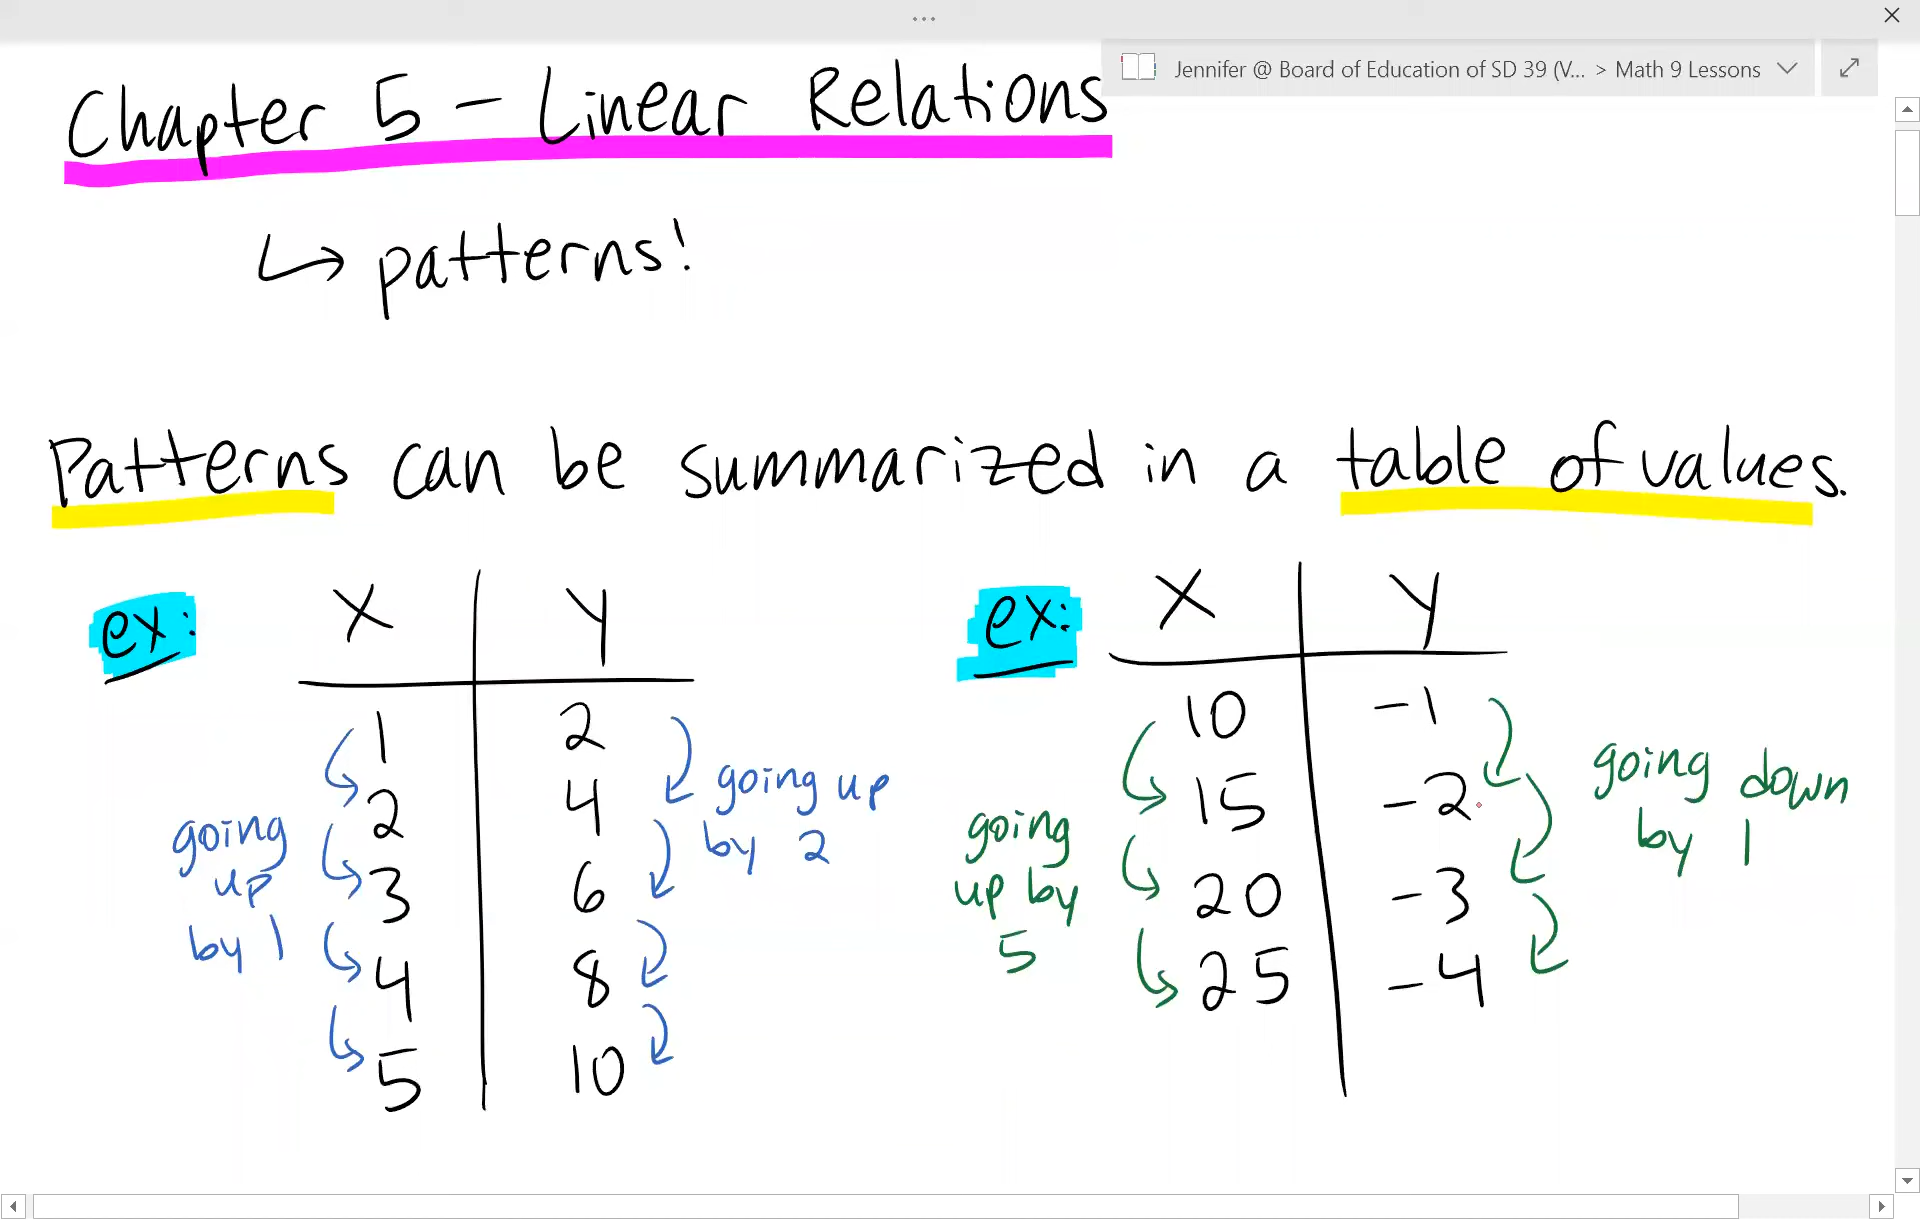 ...
Jennifer @ Board of Education of SD 39 (V... > Math 9 Lessons
Chapter 5 – Linear Relations
↳ patterns!
Patterns can be summarized in a table of values.
ex:
X Y
1 2
2 4
3 6
4 8
5 10
going
up
by 1
going up
by 2
ex:
X Y
10 -1
15 -2
20 -3
25 -4
going
up by
5
going down
by 1